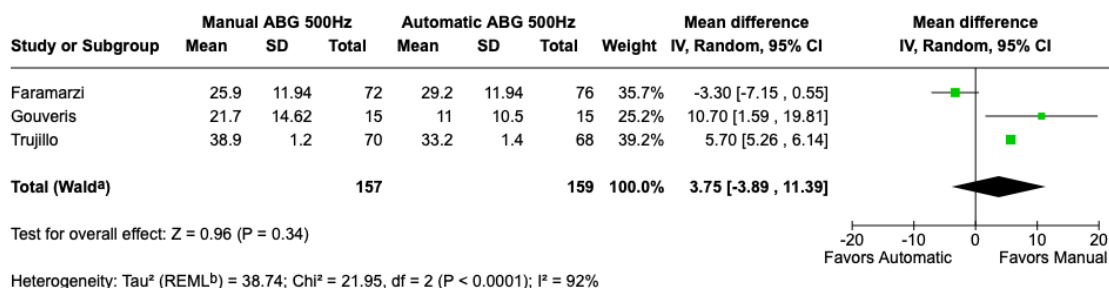 Manual ABG 500Hz Automatic ABG 500Hz Mean difference Mean difference
Study or Subgroup Mean SD Total Mean SD Total Weight IV, Random, 95% CI IV, Random, 95% CI
Faramarzi 25.9 11.94 72 29.2 11.94 76 35.7% -3.30 [-7.15 , 0.55]
Gouveris 21.7 14.62 15 11 10.5 15 25.2% 10.70 [1.59 , 19.81]
Trujillo 38.9 1.2 70 33.2 1.4 68 39.2% 5.70 [5.26 , 6.14]
Total (Waldᵃ) 157 159 100.0% 3.75 [-3.89 , 11.39]
Test for overall effect: Z = 0.96 (P = 0.34)
-20 -10 0 10 20
Favors Automatic Favors Manual
Heterogeneity: Tau² (REMLᵇ) = 38.74; Chi² = 21.95, df = 2 (P < 0.0001); I² = 92%